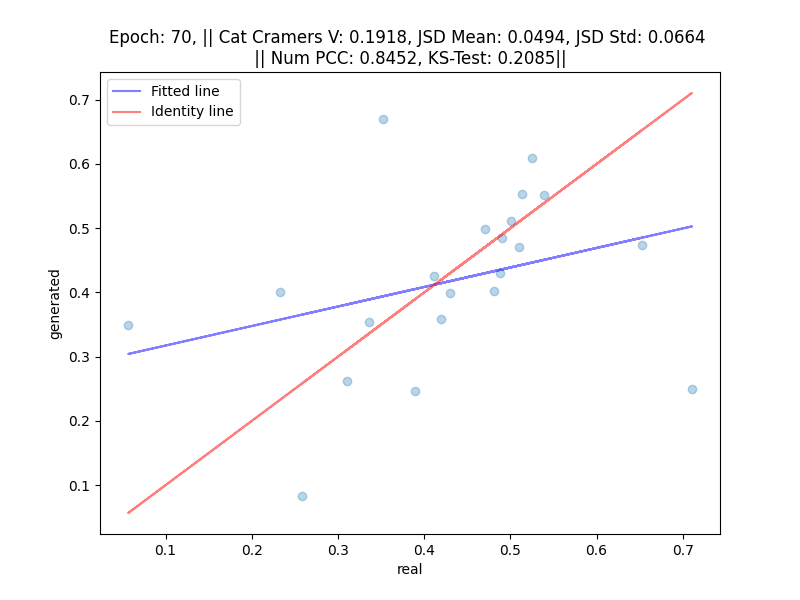 Epoch: 70, || Cat Cramers V: 0.1918, JSD Mean: 0.0494, JSD Std: 0.0664
|| Num PCC: 0.8452, KS-Test: 0.2085||
Fitted line
Identity line
generated
0.7
0.6
0.5
0.4
0.3
0.2
0.1
0.1 0.2 0.3 0.4 0.5 0.6 0.7
real